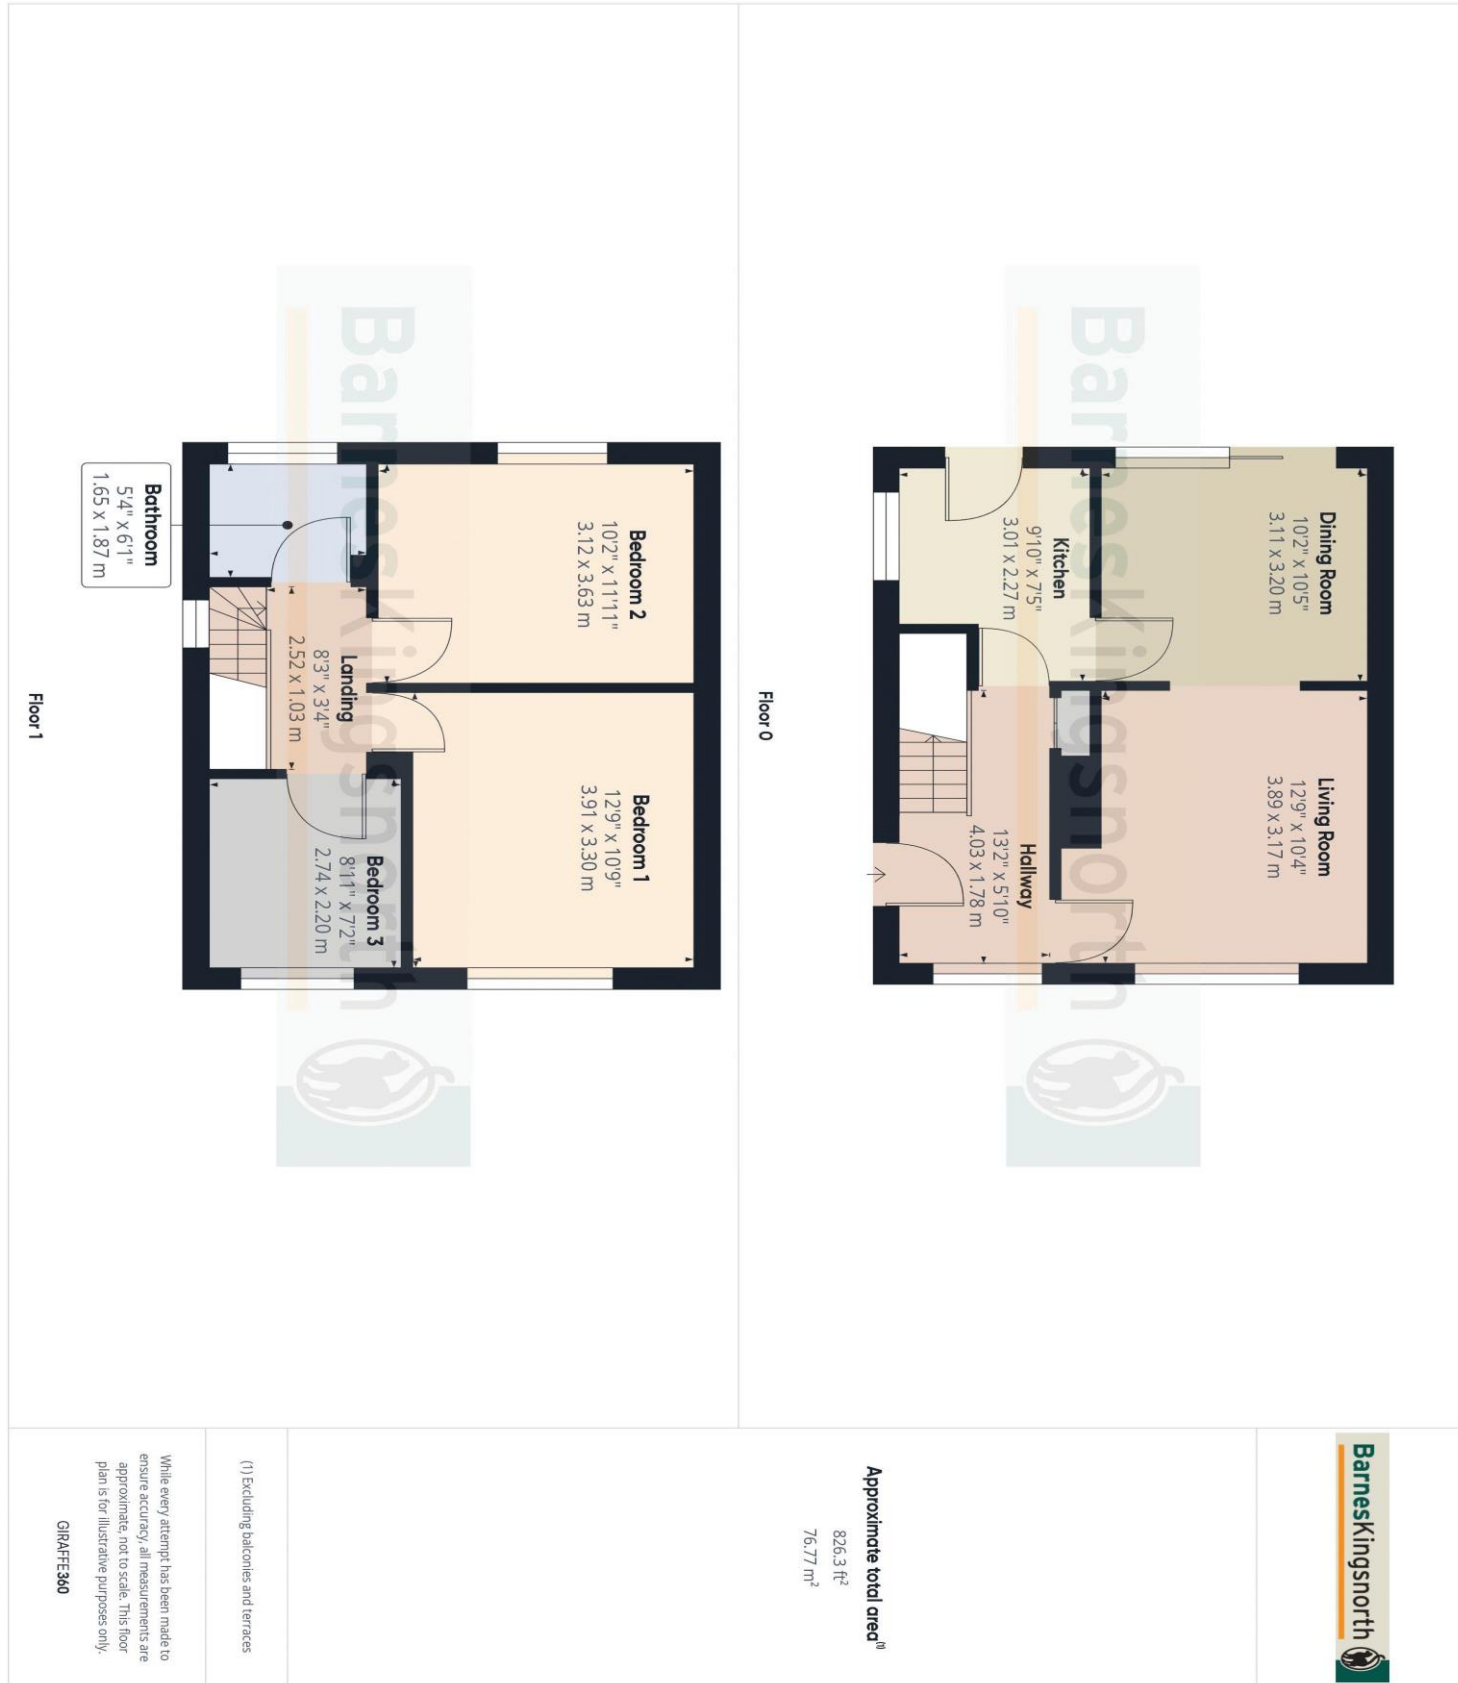 BarnesKingsnorth
Dining Room
10'2" x 10'5"
3.11 x 3.20 m
Living Room
12'9" x 10'4"
3.89 x 3.17 m
Kitchen
9'10" x 7'5"
3.01 x 2.27 m
Hallway
13'2" x 5'10"
4.03 x 1.78 m
BarnesKingsnorth
Floor 0
Bedroom 2
10'2" x 11'11"
3.12 x 3.63 m
Bedroom 1
12'9" x 10'9"
3.91 x 3.30 m
Landing
8'3" x 3'4"
2.52 x 1.03 m
Bedroom 3
8'11" x 7'2"
2.74 x 2.20 m
Bathroom
5'4" x 6'1"
1.65 x 1.87 m
BarnesKingsnorth
Floor 1
Approximate total area(1)
826.3 ft²
76.77 m²
(1) Excluding balconies and terraces
While every attempt has been made to
ensure accuracy, all measurements are
approximate, not to scale. This floor
plan is for illustrative purposes only.
GIRAFFE360